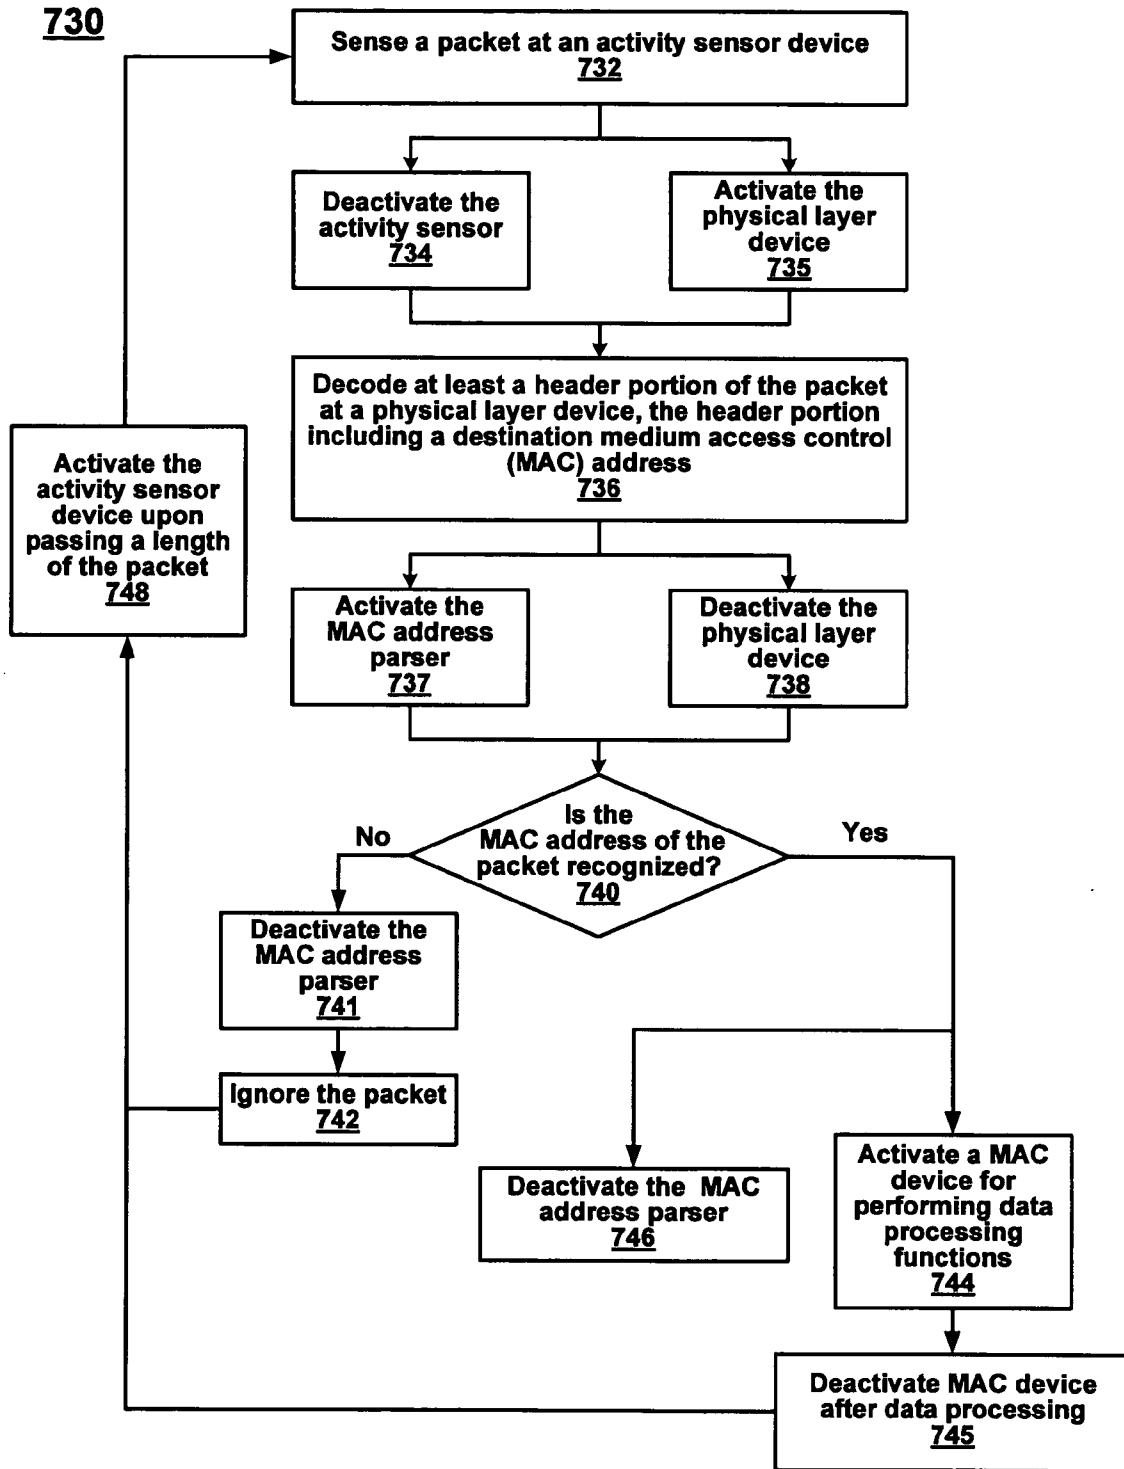 730
Sense a packet at an activity sensor device
732
Deactivate the
activity sensor
734
Activate the
physical layer
device
735
Decode at least a header portion of the packet
at a physical layer device, the header portion
including a destination medium access control
(MAC) address
736
Activate the
activity sensor
device upon
passing a length
of the packet
748
Activate the
MAC address
parser
737
Deactivate the
physical layer
device
738
Is the
MAC address of the
packet recognized?
740
No
Yes
Deactivate the
MAC address
parser
741
Ignore the packet
742
Deactivate the MAC
address parser
746
Activate a MAC
device for
performing data
processing
functions
744
Deactivate MAC device
after data processing
745